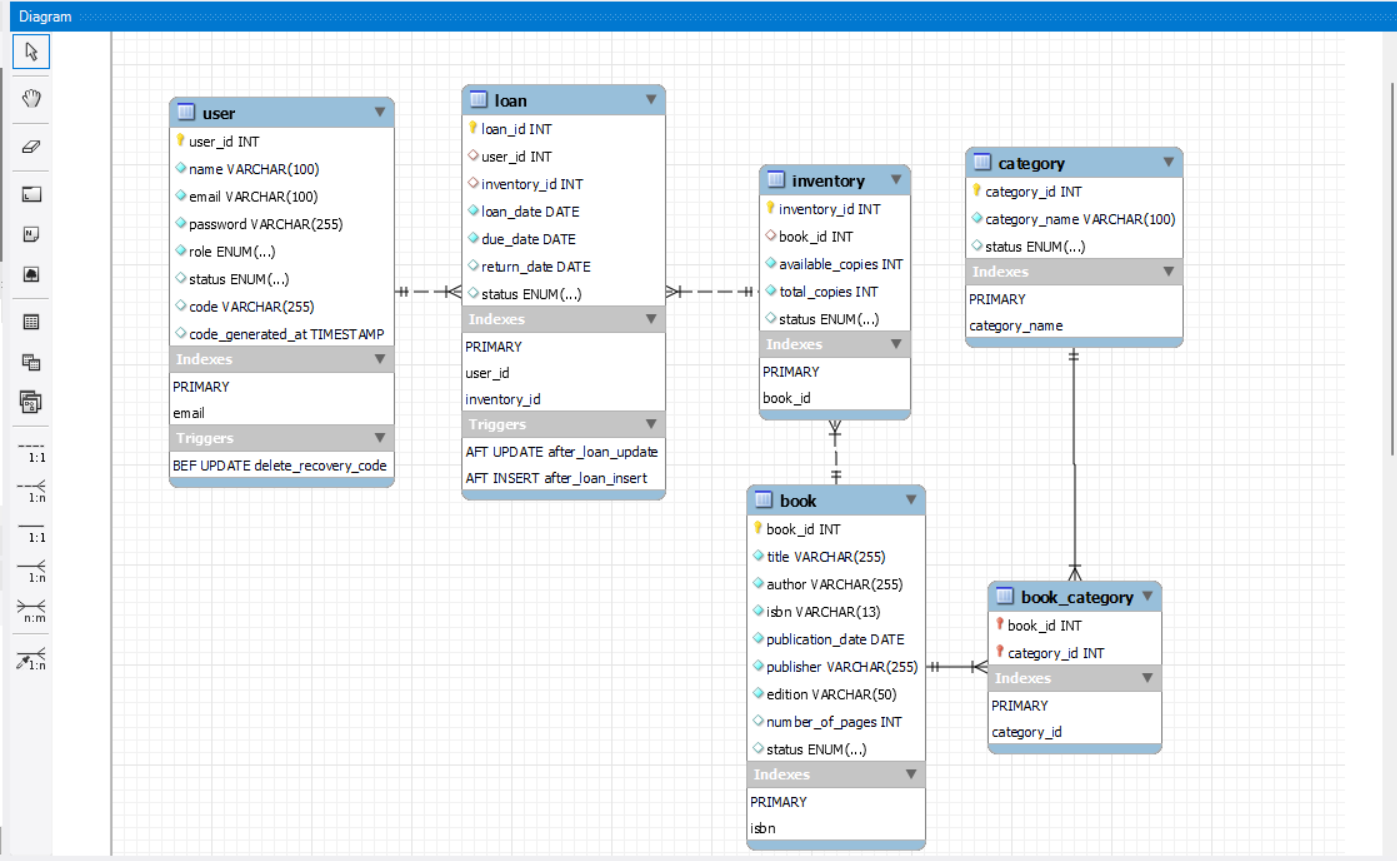 Diagram
user
user_id INT
name VARCHAR(100)
email VARCHAR(100)
password VARCHAR(255)
role ENUM(...)
status ENUM(...)
code VARCHAR(255)
code_generated_at TIMESTAMP
Indexes
PRIMARY
email
Triggers
BEF UPDATE delete_recovery_code
loan
loan_id INT
user_id INT
inventory_id INT
loan_date DATE
due_date DATE
return_date DATE
status ENUM(...)
Indexes
PRIMARY
user_id
inventory_id
Triggers
AFT UPDATE after_loan_update
AFT INSERT after_loan_insert
inventory
inventory_id INT
book_id INT
available_copies INT
total_copies INT
status ENUM(...)
Indexes
PRIMARY
book_id
category
category_id INT
category_name VARCHAR(100)
status ENUM(...)
Indexes
PRIMARY
category_name
book
book_id INT
title VARCHAR(255)
author VARCHAR(255)
isbn VARCHAR(13)
publication_date DATE
publisher VARCHAR(255)
edition VARCHAR(50)
number_of_pages INT
status ENUM(...)
Indexes
PRIMARY
isbn
book_category
book_id INT
category_id INT
Indexes
PRIMARY
category_id
1:1
1:n
1:1
1:n
n:m
1:n